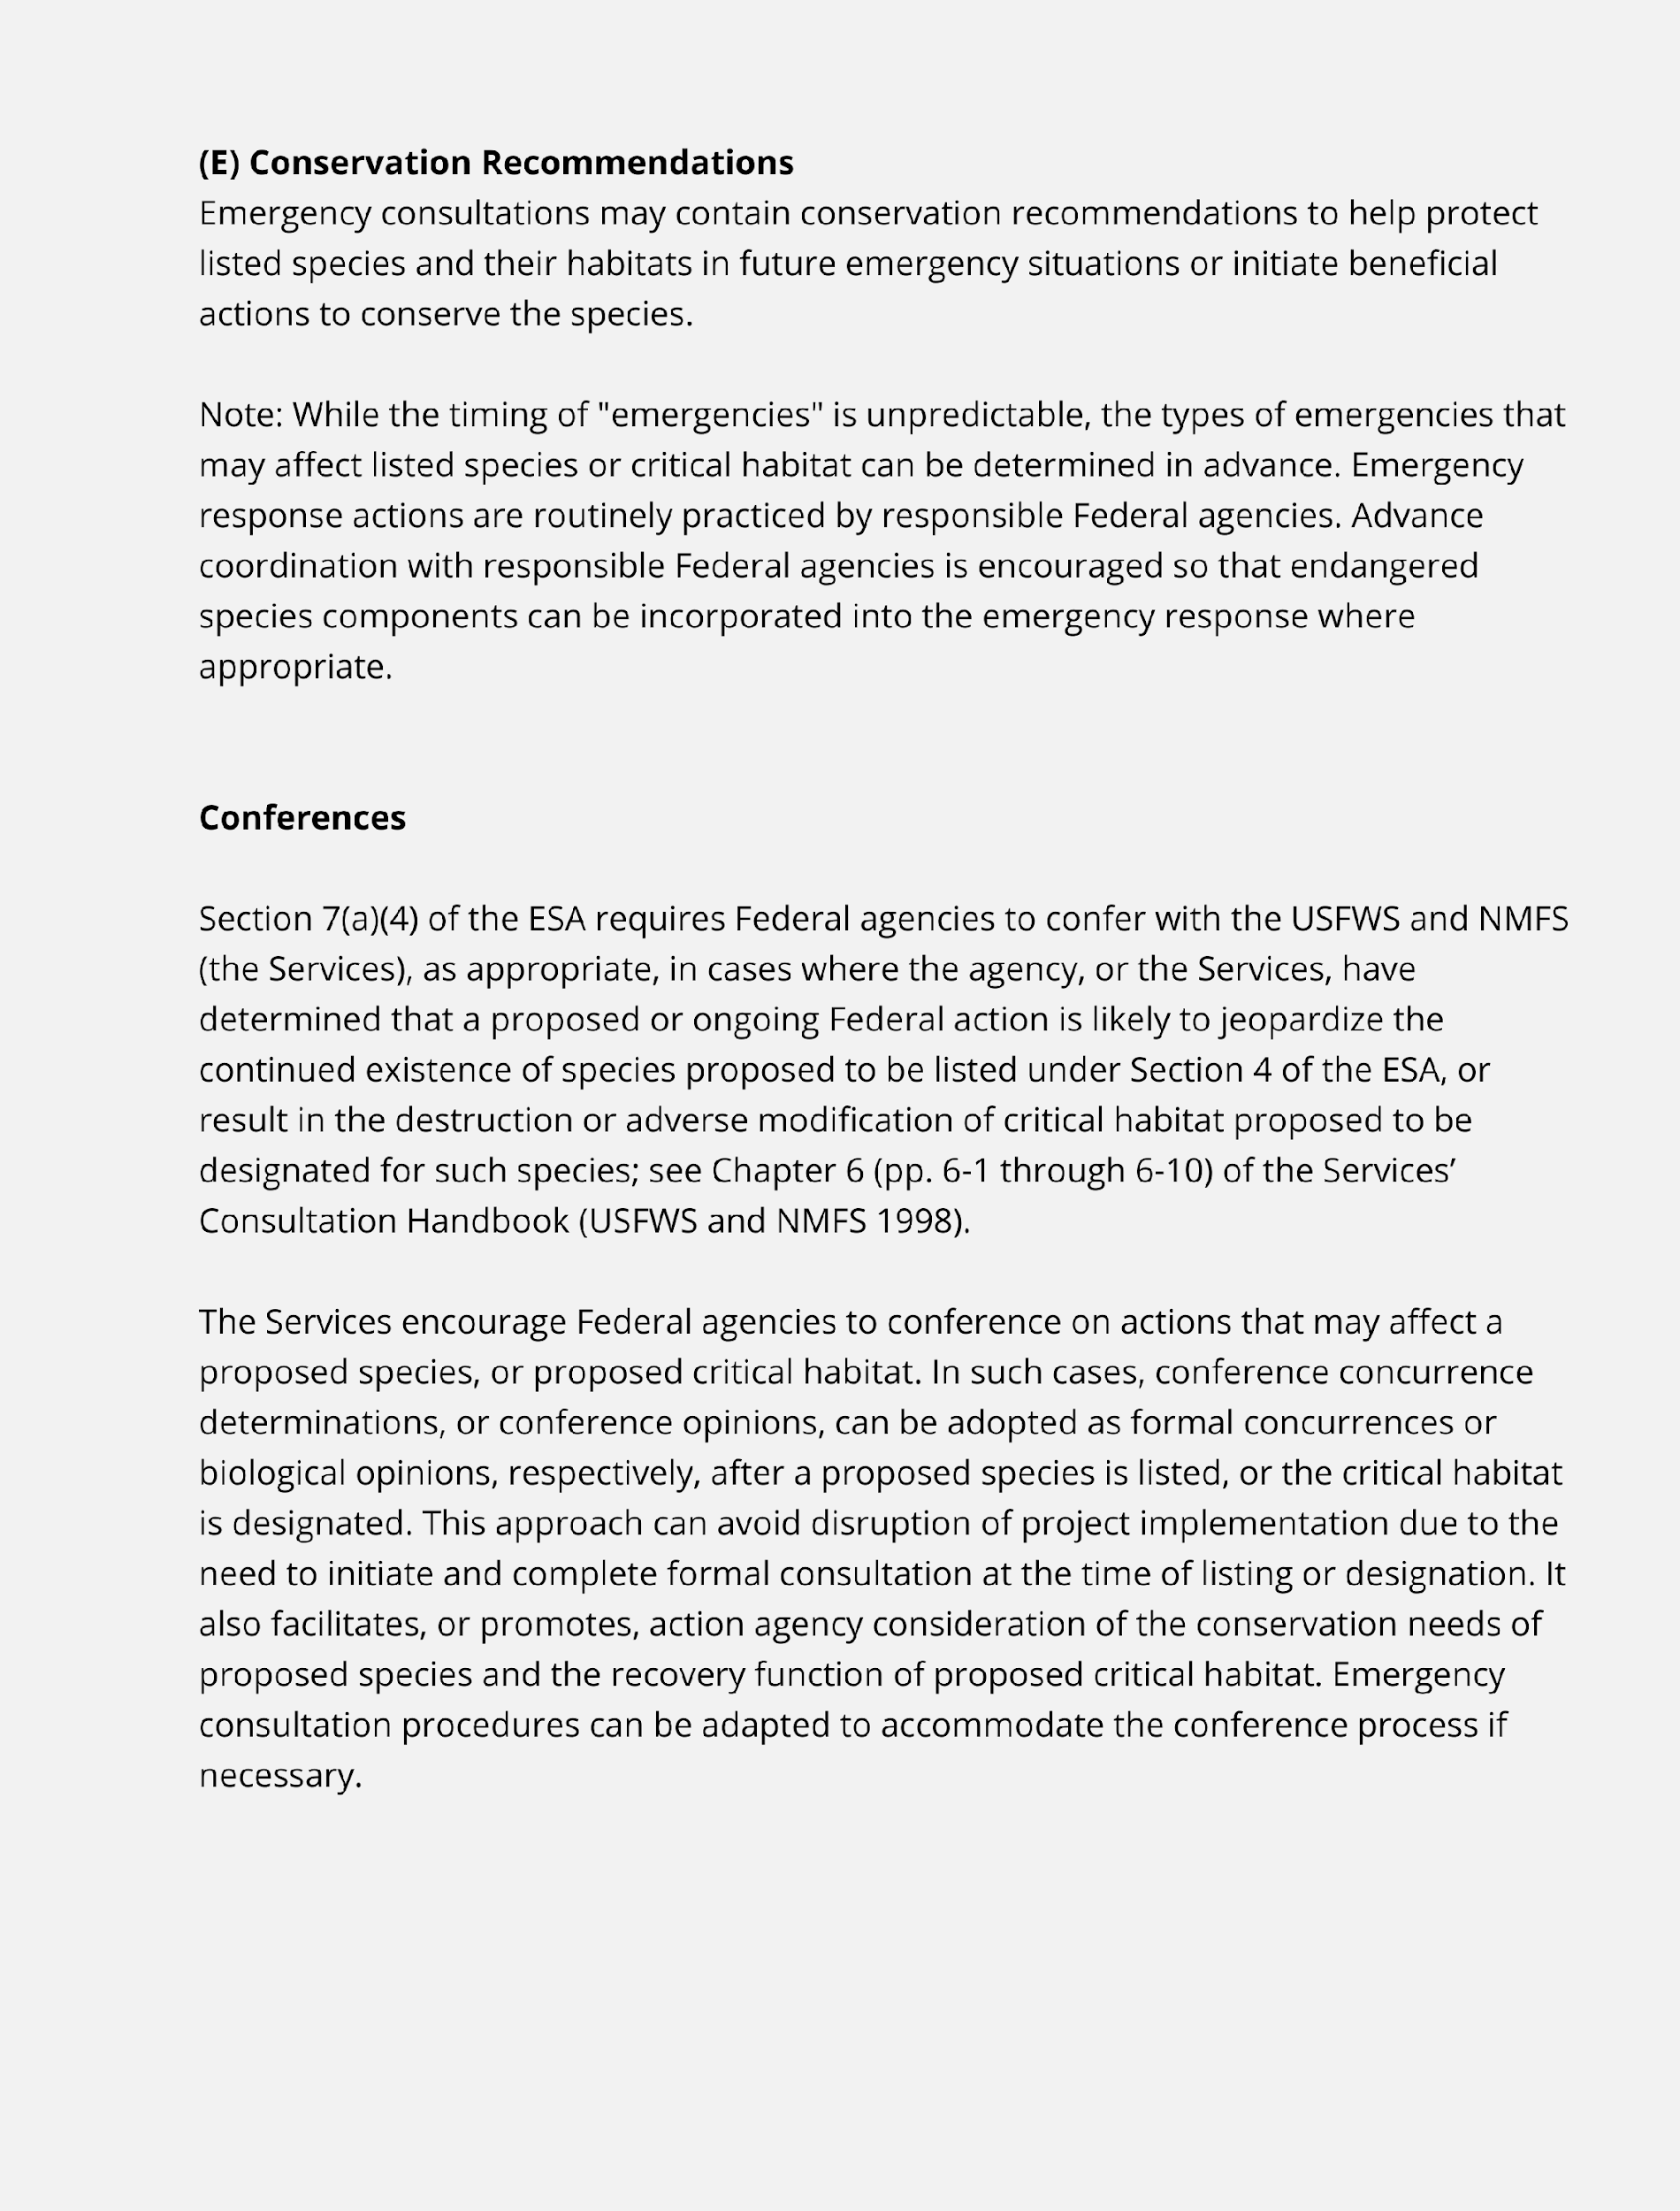 (E) Conservation Recommendations
Emergency consultations may contain conservation recommendations to help protect
listed species and their habitats in future emergency situations or initiate beneficial
actions to conserve the species.
Note: While the timing of "emergencies" is unpredictable, the types of emergencies that
may affect listed species or critical habitat can be determined in advance. Emergency
response actions are routinely practiced by responsible Federal agencies. Advance
coordination with responsible Federal agencies is encouraged so that endangered
species components can be incorporated into the emergency response where
appropriate.
Conferences
Section 7(a)(4) of the ESA requires Federal agencies to confer with the USFWS and NMFS
(the Services), as appropriate, in cases where the agency, or the Services, have
determined that a proposed or ongoing Federal action is likely to jeopardize the
continued existence of species proposed to be listed under Section 4 of the ESA, or
result in the destruction or adverse modification of critical habitat proposed to be
designated for such species; see Chapter 6 (pp. 6-1 through 6-10) of the Services’
Consultation Handbook (USFWS and NMFS 1998).
The Services encourage Federal agencies to conference on actions that may affect a
proposed species, or proposed critical habitat. In such cases, conference concurrence
determinations, or conference opinions, can be adopted as formal concurrences or
biological opinions, respectively, after a proposed species is listed, or the critical habitat
is designated. This approach can avoid disruption of project implementation due to the
need to initiate and complete formal consultation at the time of listing or designation. It
also facilitates, or promotes, action agency consideration of the conservation needs of
proposed species and the recovery function of proposed critical habitat. Emergency
consultation procedures can be adapted to accommodate the conference process if
necessary.